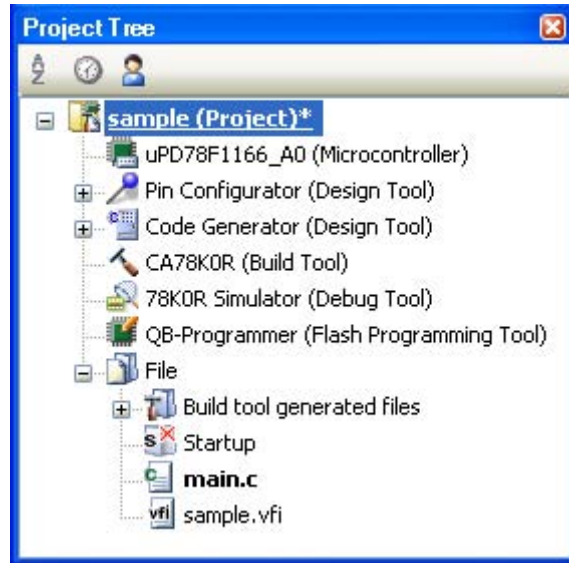 Project Tree
sample (Project)*
uPD78F1166_A0 (Microcontroller)
Pin Configurator (Design Tool)
Code Generator (Design Tool)
CA78K0R (Build Tool)
78K0R Simulator (Debug Tool)
QB-Programmer (Flash Programming Tool)
File
Build tool generated files
Startup
main.c
sample.vfi